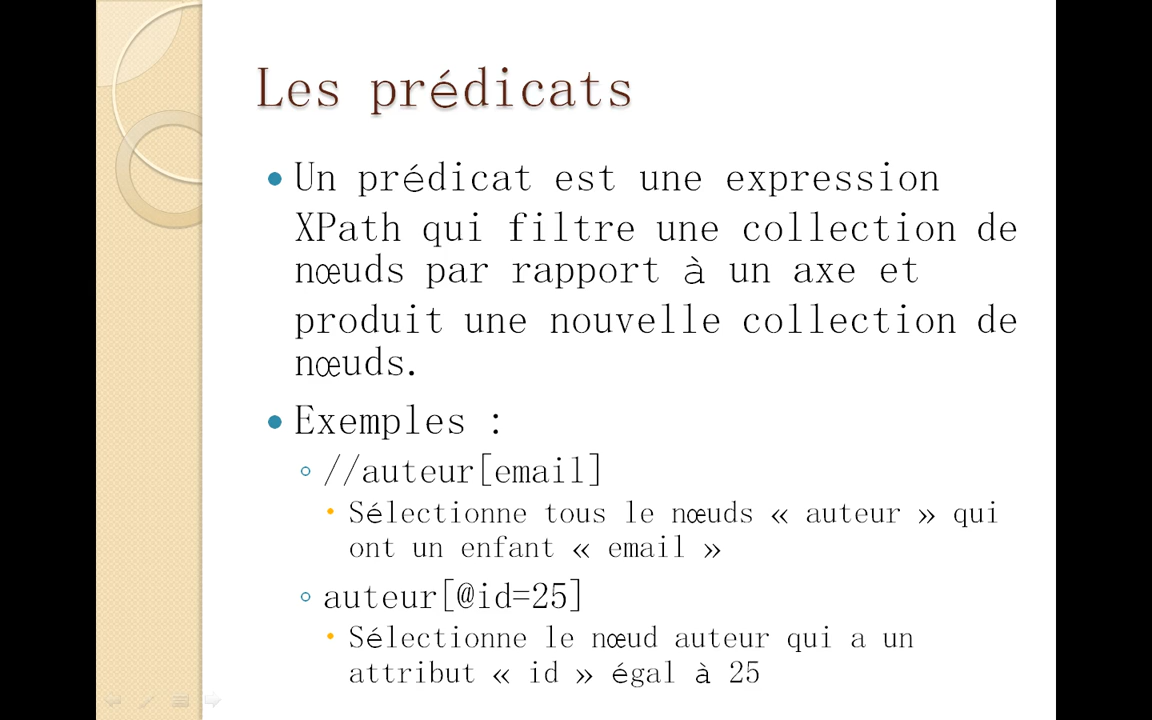 Les prédicats
Un prédicat est une expression
XPath qui filtre une collection de
nœuds par rapport à un axe et
produit une nouvelle collection de
nœuds.
Exemples :
//auteur[email]
Sélectionne tous le nœuds « auteur » qui
ont un enfant « email »
auteur[@id=25]
Sélectionne le nœud auteur qui a un
attribut « id » égal à 25